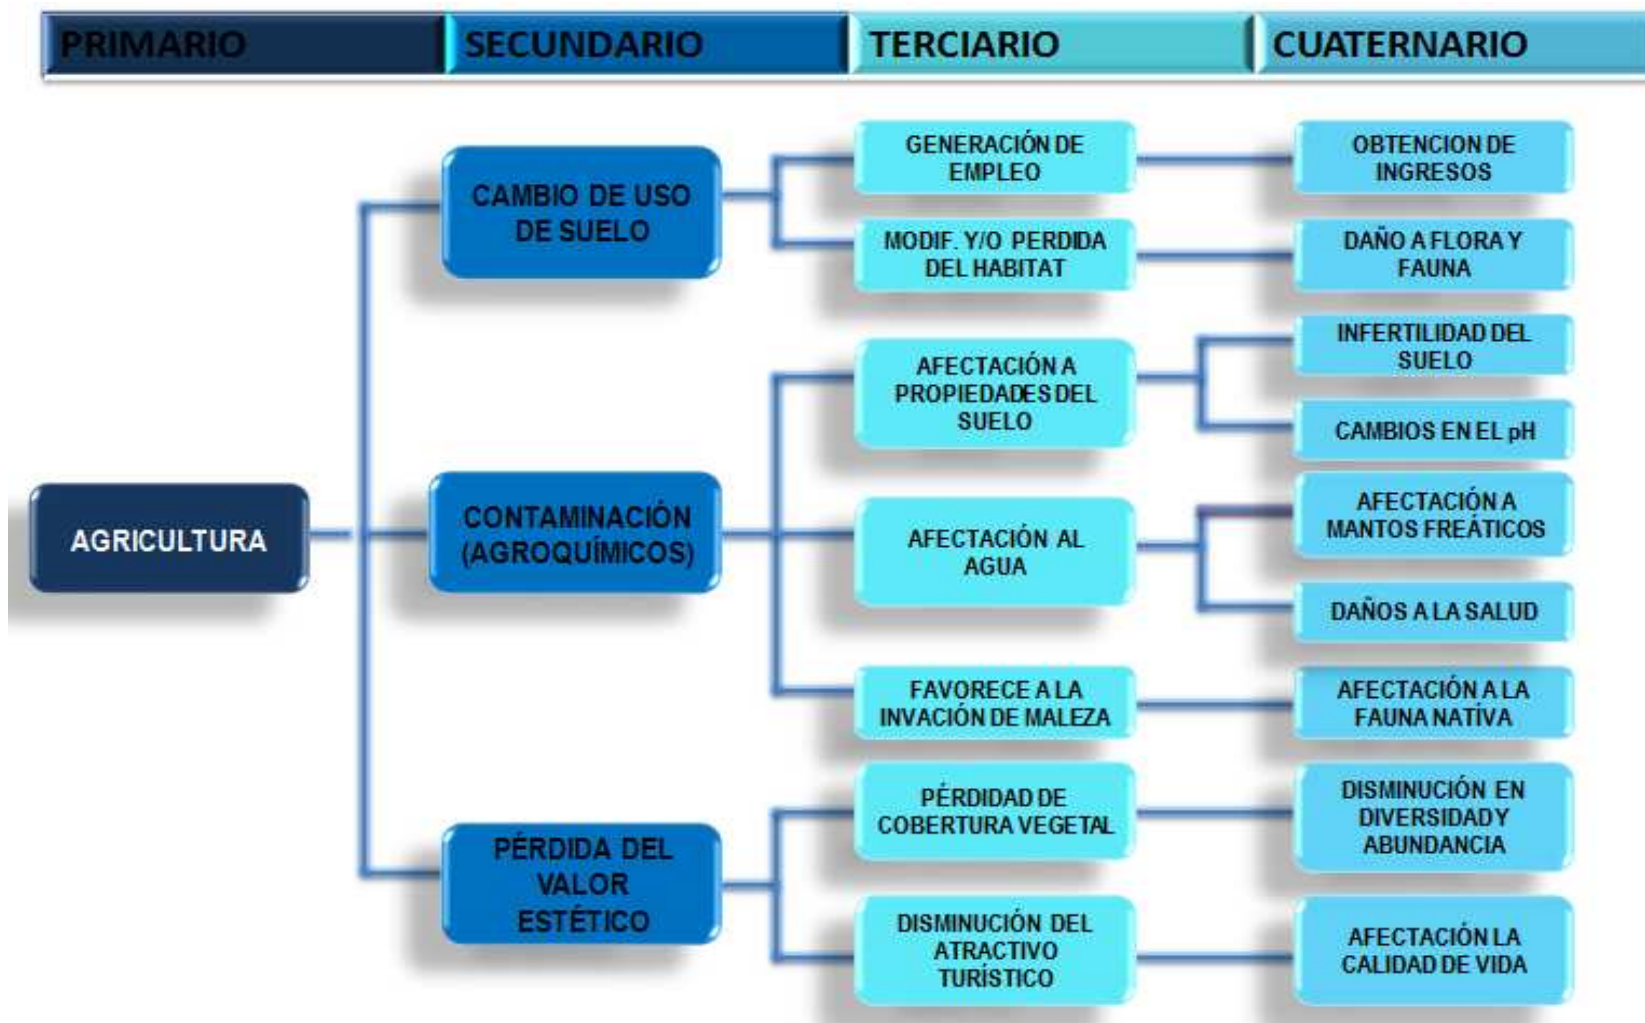 PRIMARIO
SECUNDARIO
TERCIARIO
CUATERNARIO
AGRICULTURA
CAMBIO DE USO
DE SUELO
GENERACIÓN DE
EMPLEO
OBTENCION DE
INGRESOS
MODIF. Y/O PERDIDA
DEL HABITAT
DAÑO A FLORA Y
FAUNA
CONTAMINACIÓN
(AGROQUÍMICOS)
AFECTACIÓN A
PROPIEDADES DEL
SUELO
INFERTILIDAD DEL
SUELO
CAMBIOS EN EL pH
AFECTACIÓN AL
AGUA
AFECTACIÓN A
MANTOS FREÁTICOS
DAÑOS A LA SALUD
FAVORECE A LA
INVACIÓN DE MALEZA
AFECTACIÓN A LA
FAUNA NATÍVA
PÉRDIDA DEL
VALOR
ESTÉTICO
PÉRDIDAD DE
COBERTURA VEGETAL
DISMINUCIÓN EN
DIVERSIDAD Y
ABUNDANCIA
DISMINUCIÓN DEL
ATRACTIVO
TURÍSTICO
AFECTACIÓN LA
CALIDAD DE VIDA